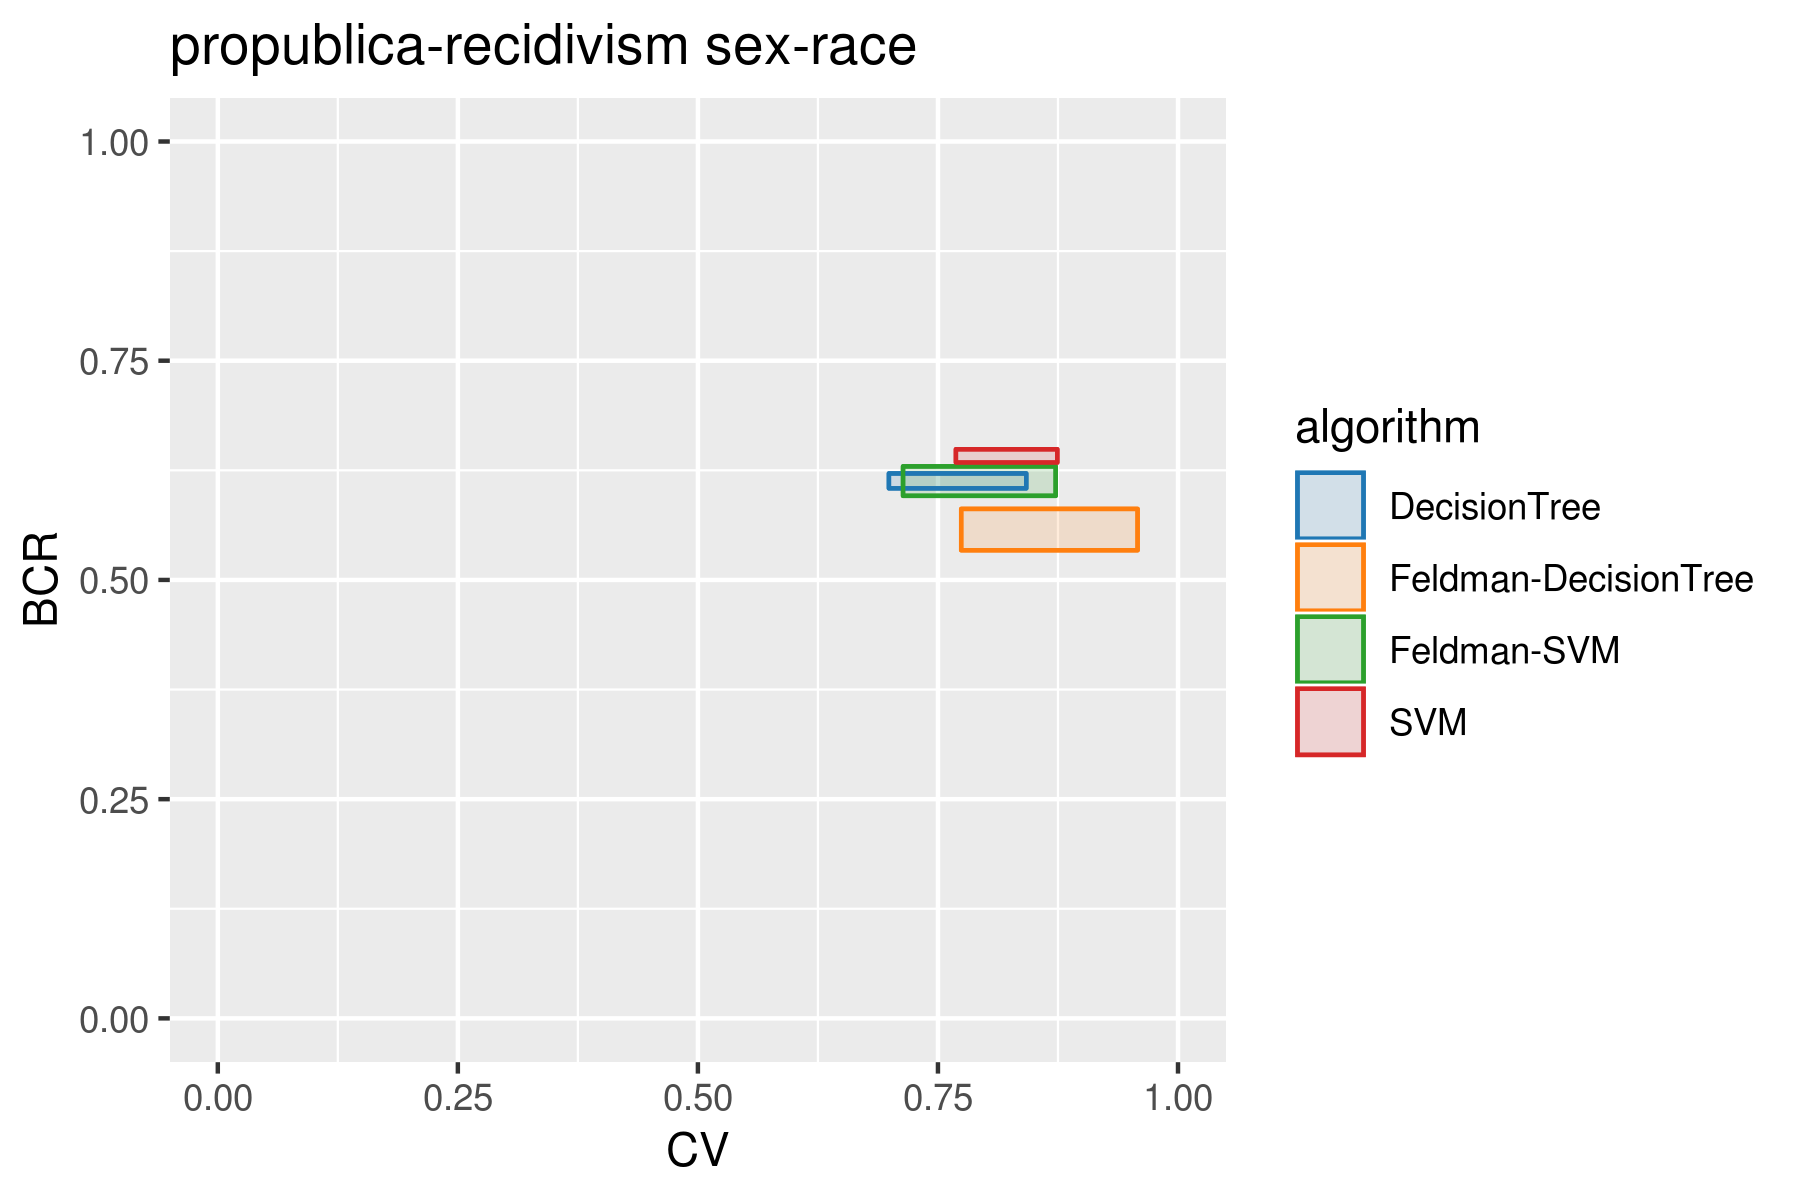 propublica-recidivism sex-race
BCR
1.00
0.75
0.50
0.25
0.00
0.00 0.25 0.50 0.75 1.00
CV
algorithm
DecisionTree
Feldman-DecisionTree
Feldman-SVM
SVM